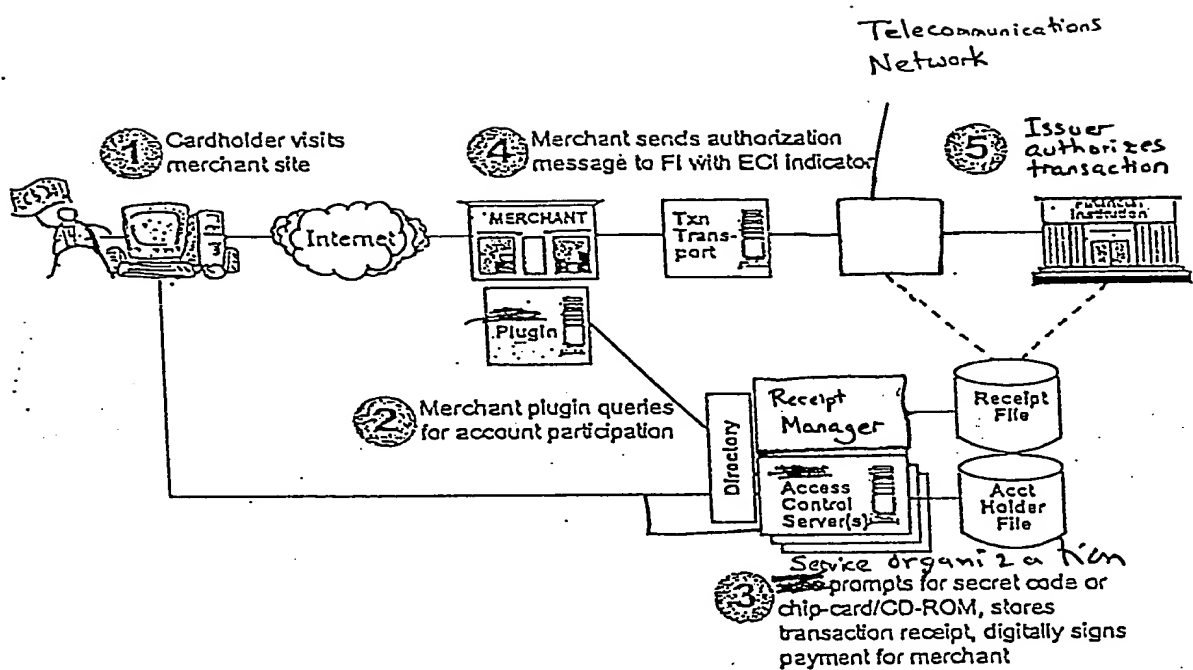 Telecommunications
Network
1
Cardholder visits
merchant site
4
Merchant sends authorization
message to FI with ECI indicator
5
Issuer
authorizes
transaction
Internet
MERCHANT
Txn
Trans-
port
Financial
Institution
Plugin
2
Merchant plugin queries
for account participation
Directory
Receipt
Manager
Receipt
File
Access
Control
Server(s)
Acct
Holder
File
Service organization
3
prompts for secret code or
chip-card/CD-ROM, stores
transaction receipt, digitally signs
payment for merchant